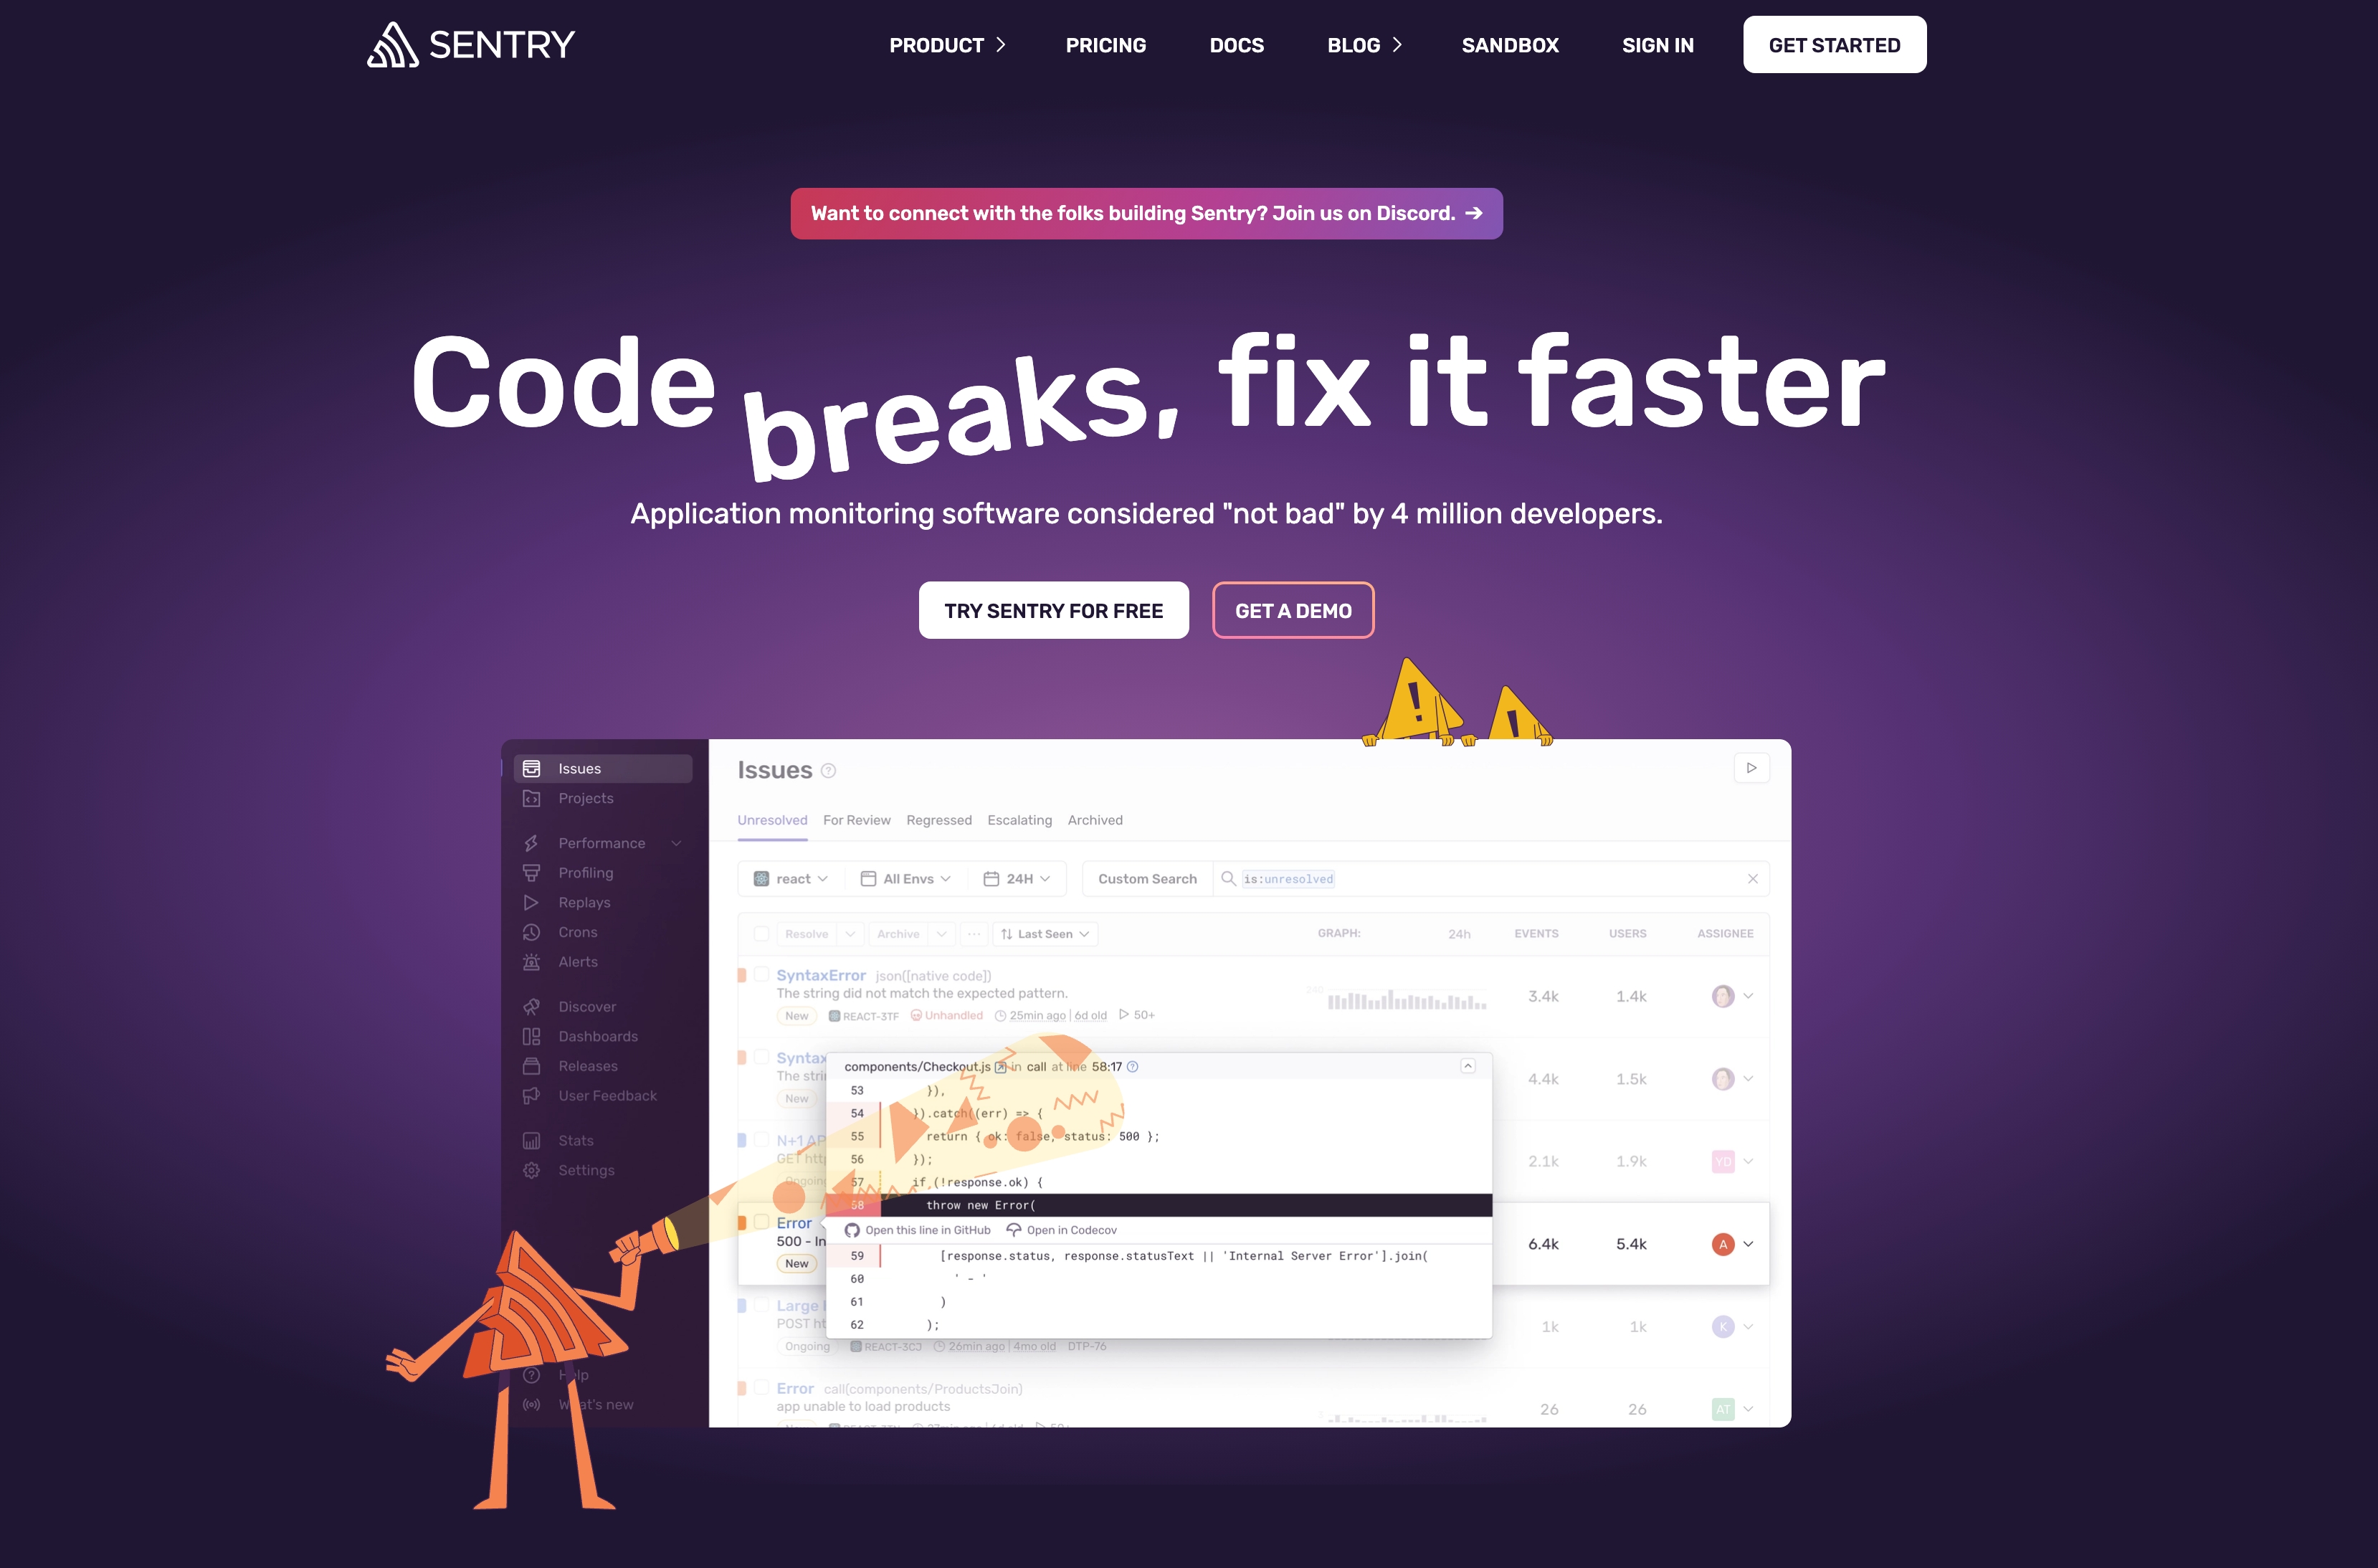 SENTRY
PRODUCT
PRICING
DOCS
BLOG
SANDBOX
SIGN IN
GET STARTED
Want to connect with the folks building Sentry? Join us on Discord. →
Code breaks, fix it faster
Application monitoring software considered "not bad" by 4 million developers.
TRY SENTRY FOR FREE
GET A DEMO
!
!
Issues
Projects
Performance
Profiling
Replays
Crons
Alerts
Discover
Dashboards
Releases
User Feedback
Stats
Settings
Help
What's new
Issues ?
Unresolved For Review Regressed Escalating Archived
react All Envs 24H Custom Search is:unresolved
Resolve Archive ... Last Seen GRAPH: 24h EVENTS USERS ASSIGNEE
SyntaxError json([native code])
The string did not match the expected pattern.
240 3.4k 1.4k
New REACT-3TF Unhandled 25min ago | 6d old 50+
Syntax
The stri
4.4k 1.5k
New
N+1 AP
GET http
2.1k 1.9k YD
Ongoing
Error
500 - In
6.4k 5.4k A
New
components/Checkout.js in call at line 58:17 ?
53 }),
54 }).catch((err) => {
55 return { ok: false, status: 500 };
56 });
57 if (!response.ok) {
58 throw new Error(
Open this line in GitHub Open in Codecov
59 [response.status, response.statusText || 'Internal Server Error'].join(
60 ' - '
61 )
62 );
Large
POST ht
1k 1k K
Ongoing REACT-3CJ 26min ago | 4mo old DTP-76
Error call(components/ProductsJoin)
app unable to load products
26 26 AT